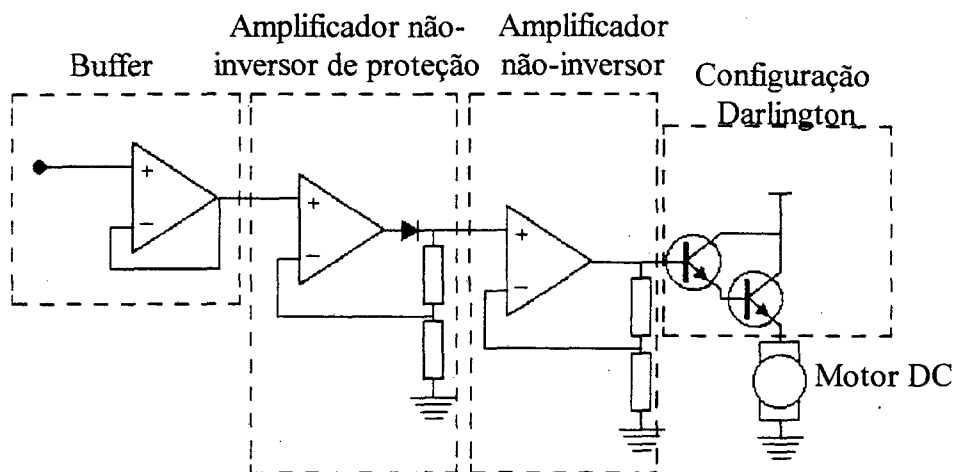 Buffer
Amplificador não-
inversor de proteção
Amplificador
não-inversor
Configuração
Darlington
+
−
+
−
+
−
Motor DC